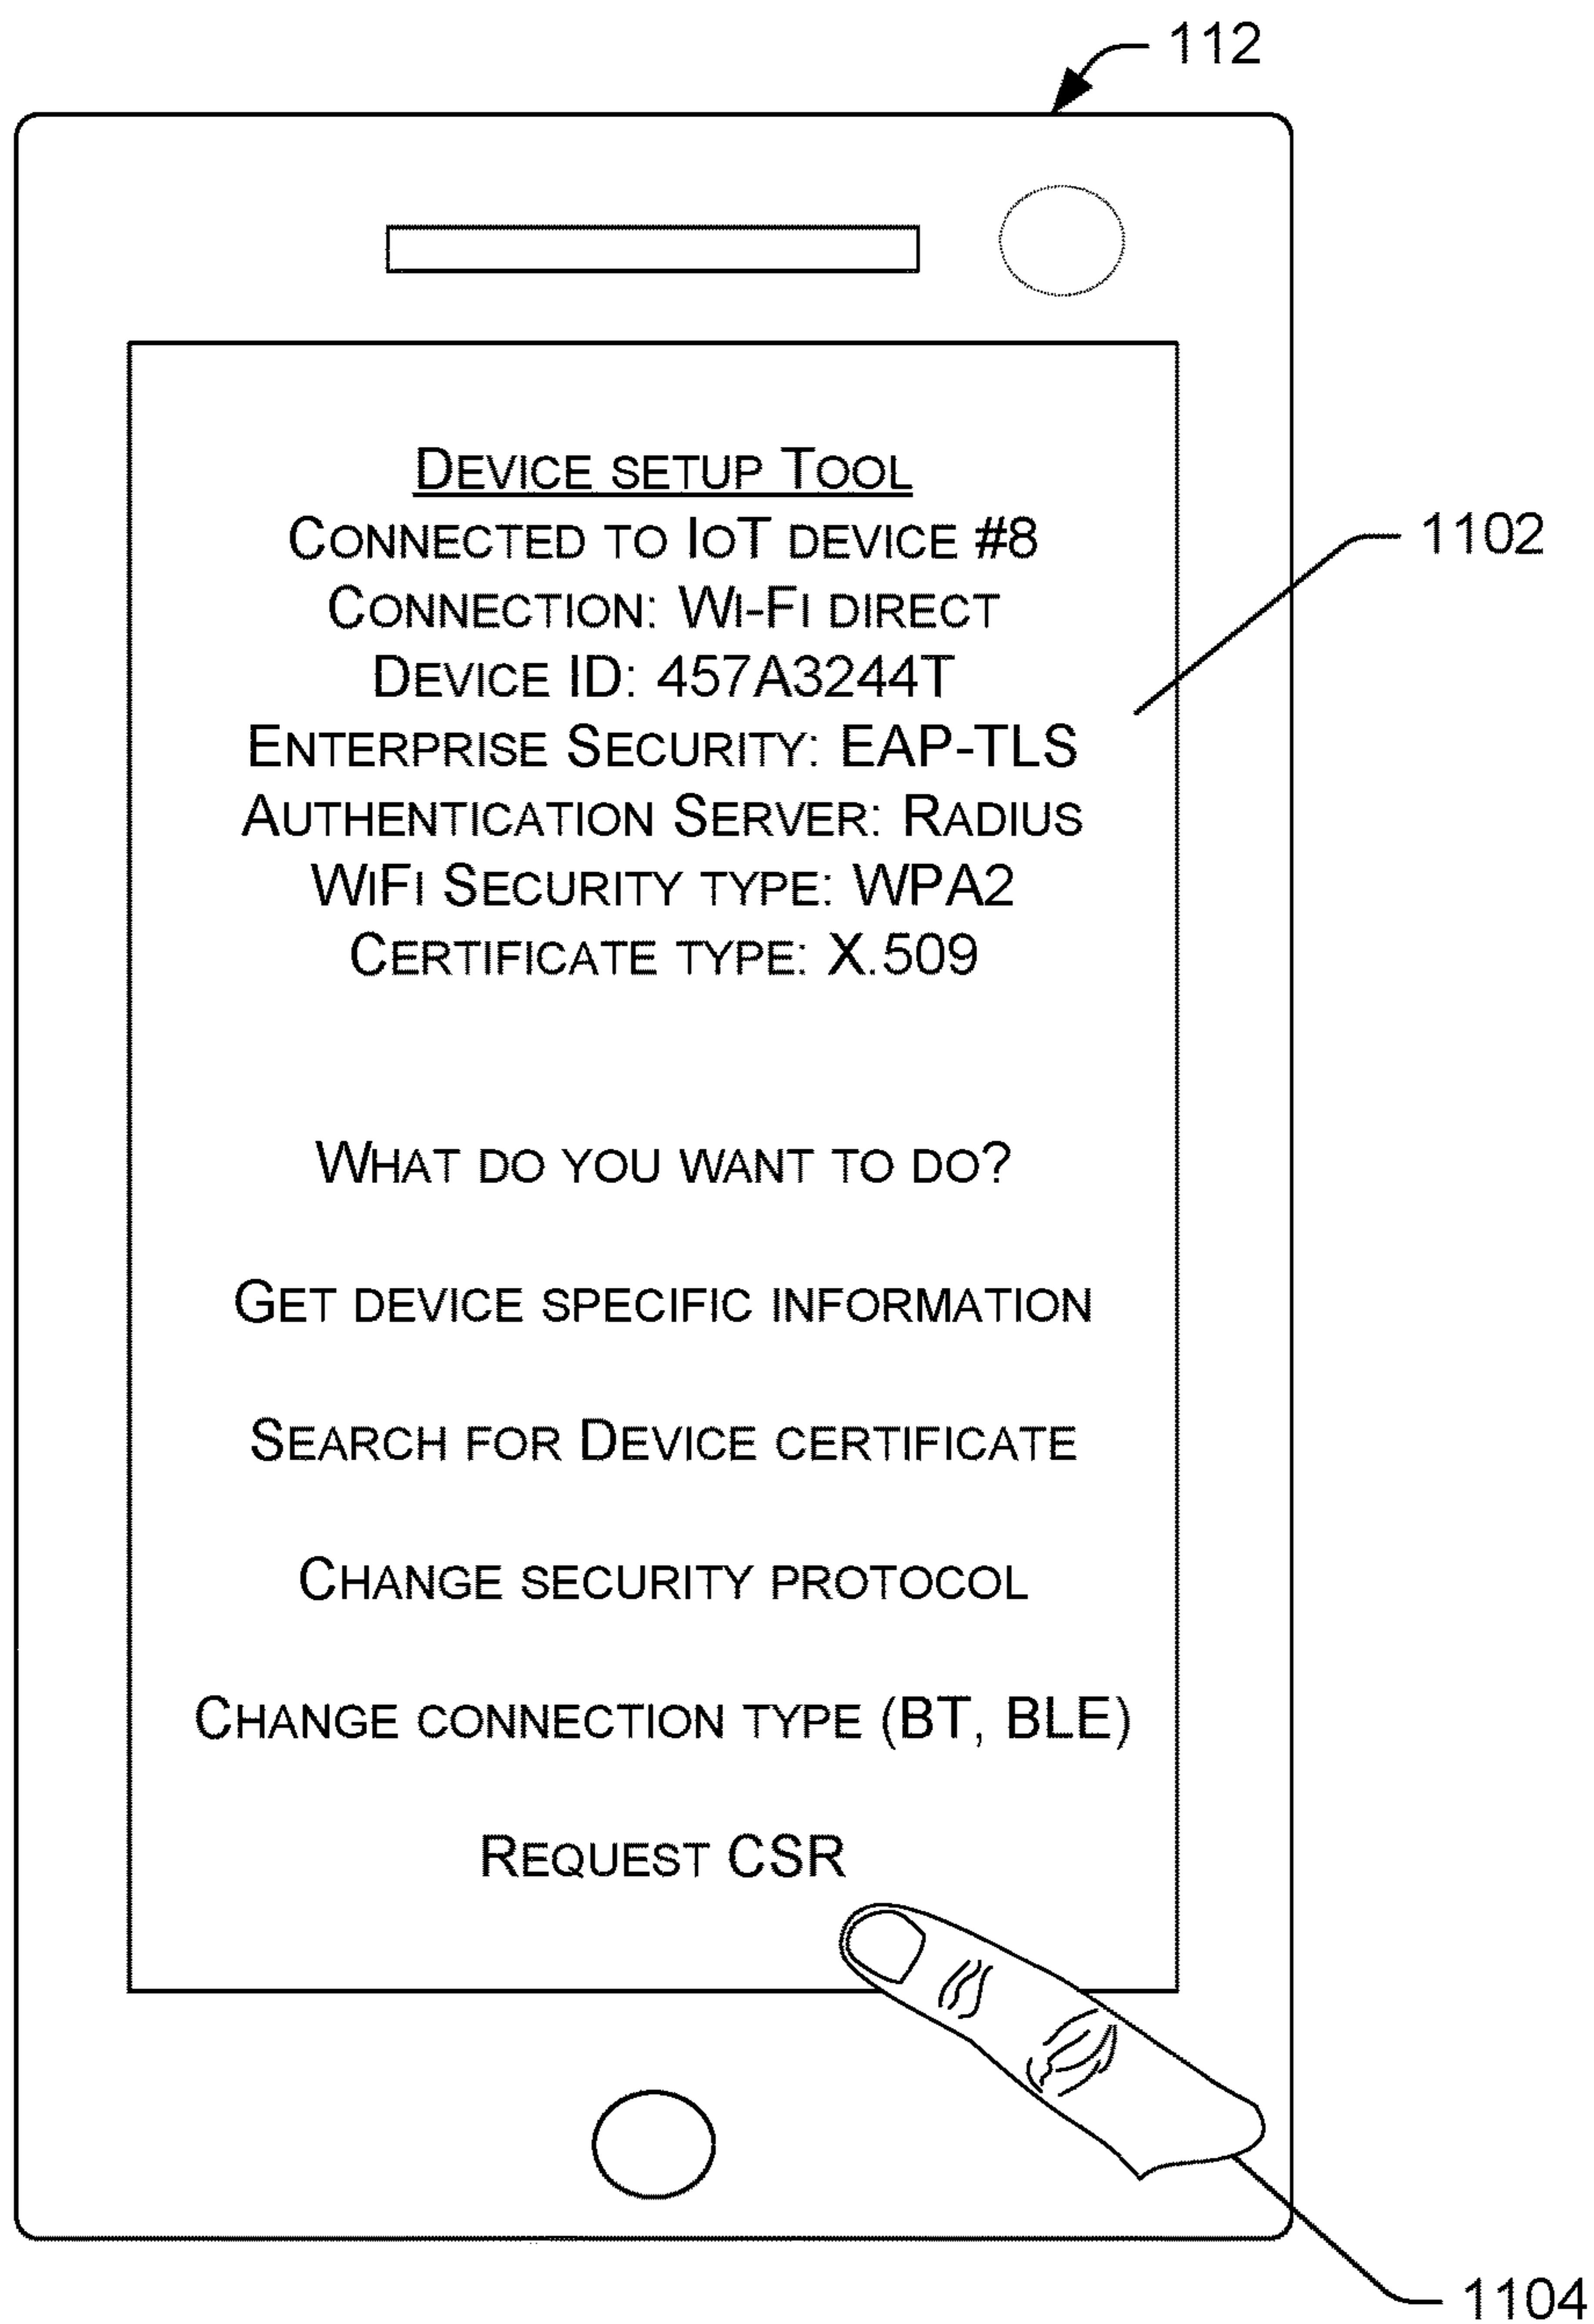 112
DEVICE SETUP TOOL
CONNECTED TO IOT DEVICE #8
1102
CONNECTION: WI-FI DIRECT
DEVICE ID: 457A3244T
ENTERPRISE SECURITY: EAP-TLS
AUTHENTICATION SERVER: RADIUS
WIFI SECURITY TYPE: WPA2
CERTIFICATE TYPE: X.509
WHAT DO YOU WANT TO DO?
GET DEVICE SPECIFIC INFORMATION
SEARCH FOR DEVICE CERTIFICATE
CHANGE SECURITY PROTOCOL
CHANGE CONNECTION TYPE (BT, BLE)
REQUEST CSR
1104